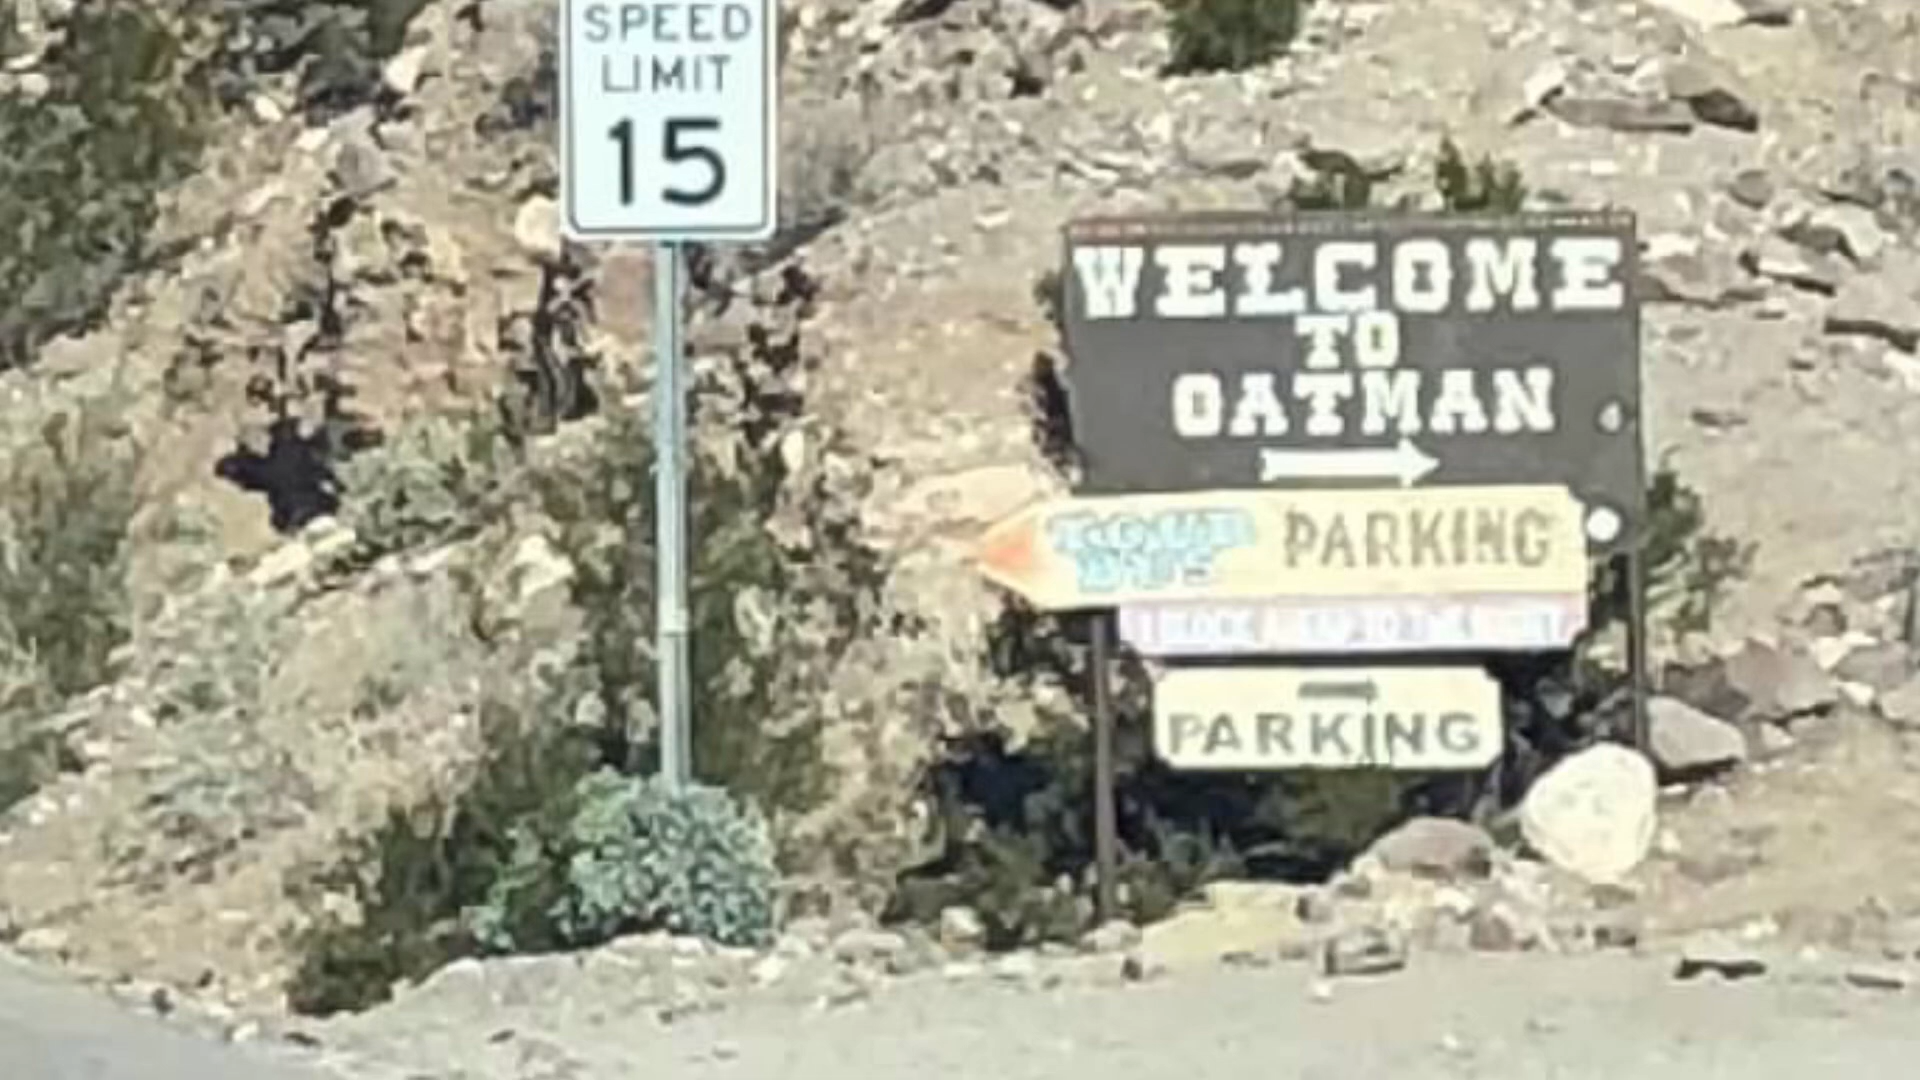 SPEED
LIMIT
15
WELCOME
TO
OATMAN
PARKING
PARKING